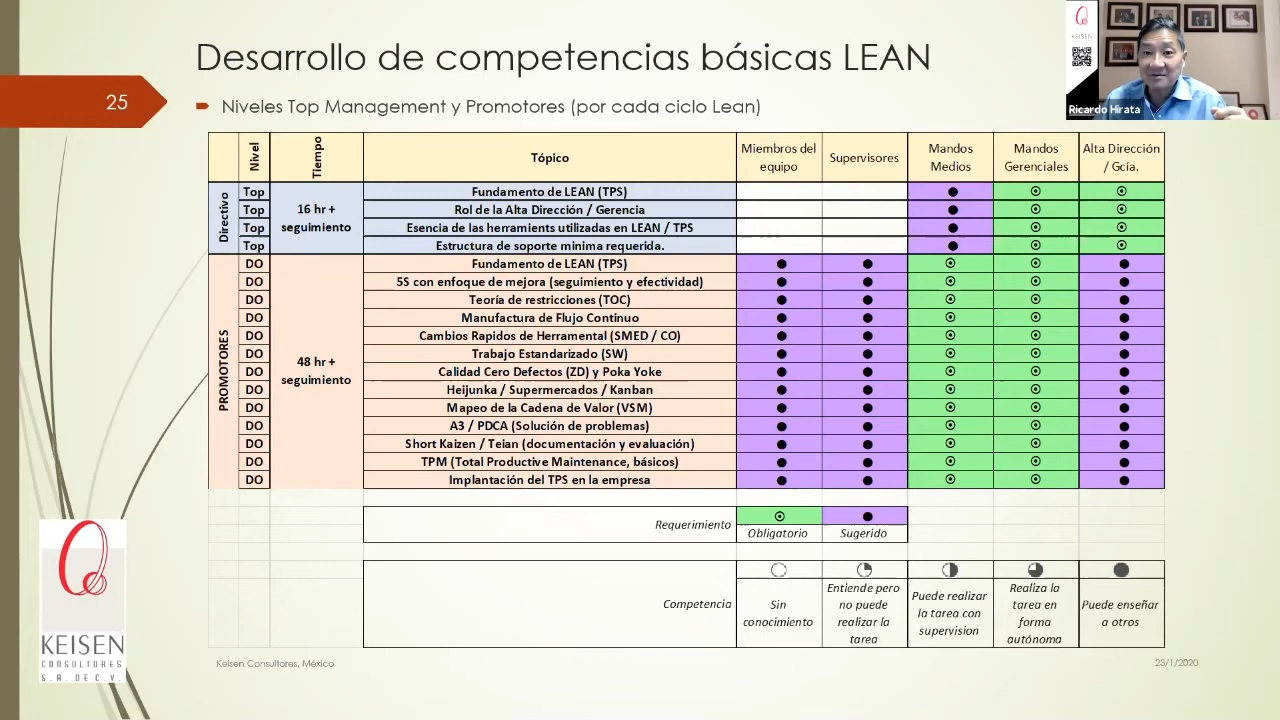 Desarrollo de competencias básicas LEAN
25
Niveles Top Management y Promotores (por cada ciclo Lean)
KEISEN
Ricardo Hirata
Nivel
Tiempo
Tópico
Miembros del equipo
Supervisores
Mandos Medios
Mandos Gerenciales
Alta Dirección / Gcía.
Directivo
16 hr + seguimiento
Top Fundamento de LEAN (TPS)
Top Rol de la Alta Dirección / Gerencia
Top Esencia de las herramients utilizadas en LEAN / TPS
Top Estructura de soporte minima requerida.
PROMOTORES
48 hr + seguimiento
DO Fundamento de LEAN (TPS)
DO 5S con enfoque de mejora (seguimiento y efectividad)
DO Teoría de restricciones (TOC)
DO Manufactura de Flujo Continuo
DO Cambios Rapidos de Herramental (SMED / CO)
DO Trabajo Estandarizado (SW)
DO Calidad Cero Defectos (ZD) y Poka Yoke
DO Heijunka / Supermercados / Kanban
DO Mapeo de la Cadena de Valor (VSM)
DO A3 / PDCA (Solución de problemas)
DO Short Kaizen / Teian (documentación y evaluación)
DO TPM (Total Productive Maintenance, básicos)
DO Implantación del TPS en la empresa
Requerimiento
Obligatorio
Sugerido
Competencia
Sin conocimiento
Entiende pero no puede realizar la tarea
Puede realizar la tarea con supervision
Realiza la tarea en forma autónoma
Puede enseñar a otros
KEISEN
CONSULTORES
S.A. DE C.V.
Keisen Consultores, México
23/1/2020